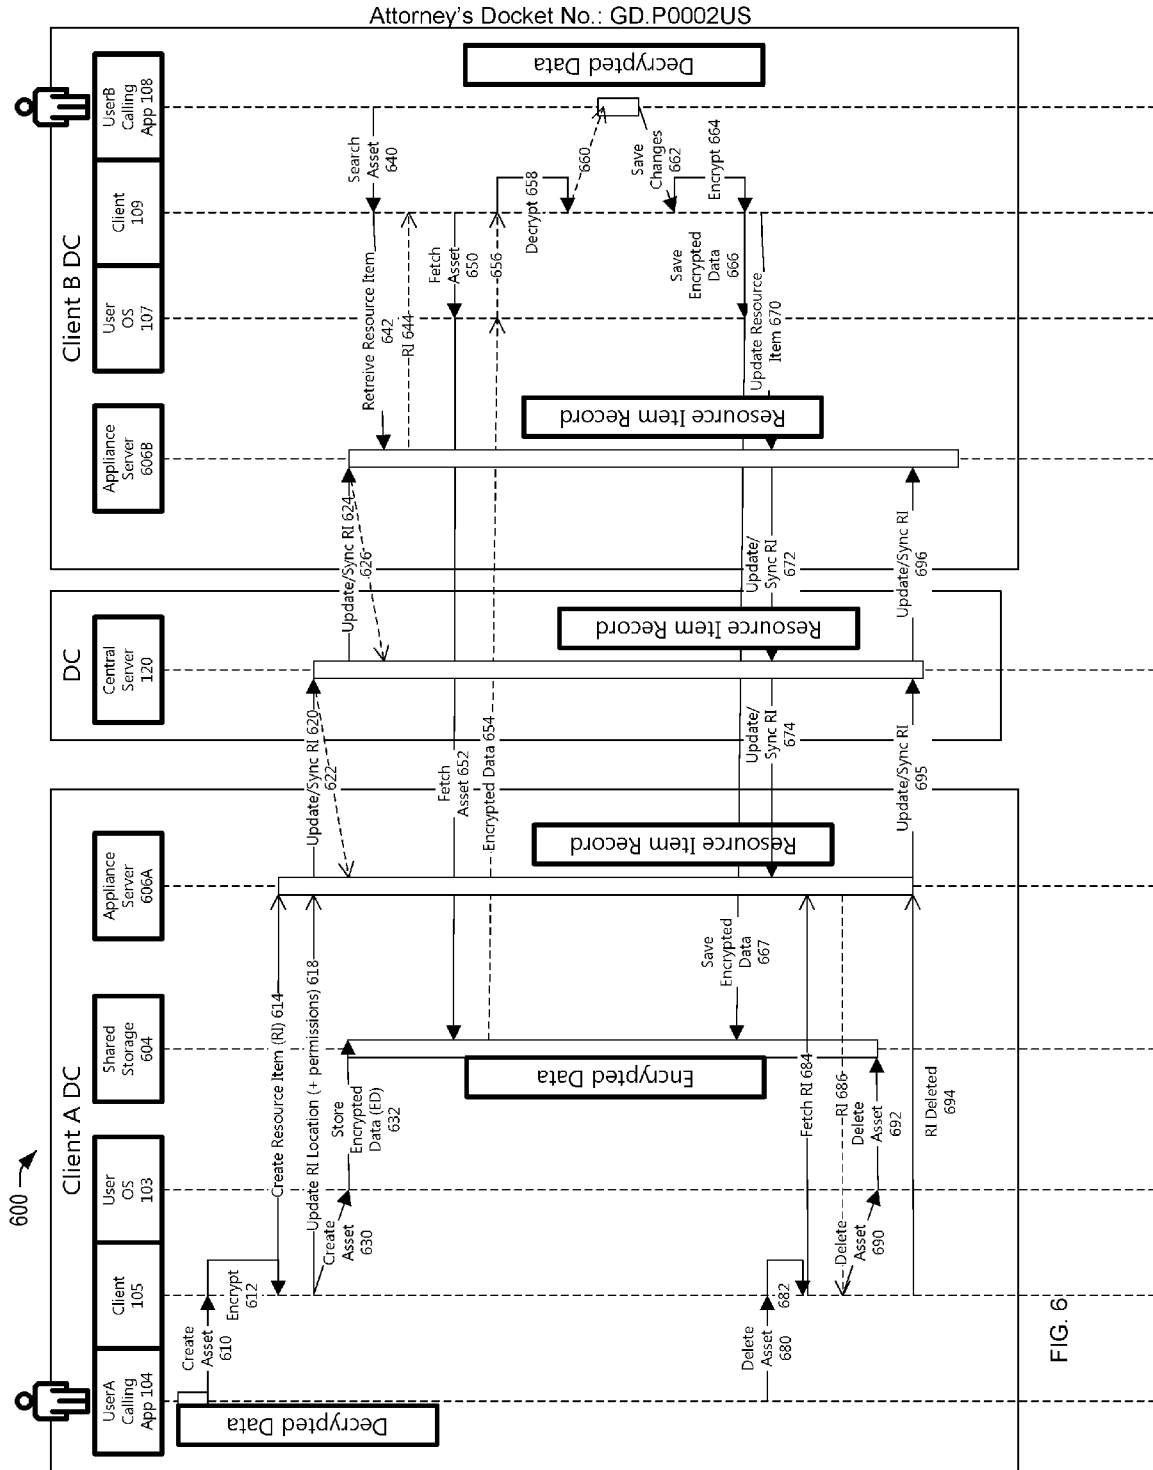 Attorney's Docket No.: GD.P0002US
600
Client A DC
DC
Client B DC
UserA
Calling
App 104
Client
105
User
OS
103
Shared
Storage
604
Appliance
Server
606A
Central
Server
120
Appliance
Server
606B
User
OS
107
Client
109
UserB
Calling
App 108
Decrypted Data
Create
Asset
610
Encrypt
612
Create Resource Item (RI) 614
Update RI Location (+ permissions) 618
Update/Sync RI 620
622
Update/Sync RI 624
626
Create
Asset
630
Store
Encrypted
Data (ED)
632
Search
Asset
640
Retreive Resource Item
642
RI 644
Fetch
Asset
650
Fetch
Asset 652
Encrypted Data 654
656
Decrypt 658
660
Decrypted Data
Save
Changes
662
Encrypt 664
Save
Encrypted
Data
666
Save
Encrypted
Data
667
Update Resource
Item 670
Update/
Sync RI
672
Update/
Sync RI
674
Encrypted Data
Resource Item Record
Resource Item Record
Resource Item Record
Delete
Asset
680
682
Fetch RI 684
RI 686
Delete
Asset
690
Delete
Asset
692
RI Deleted
694
Update/Sync RI
695
Update/Sync RI
696
FIG. 6